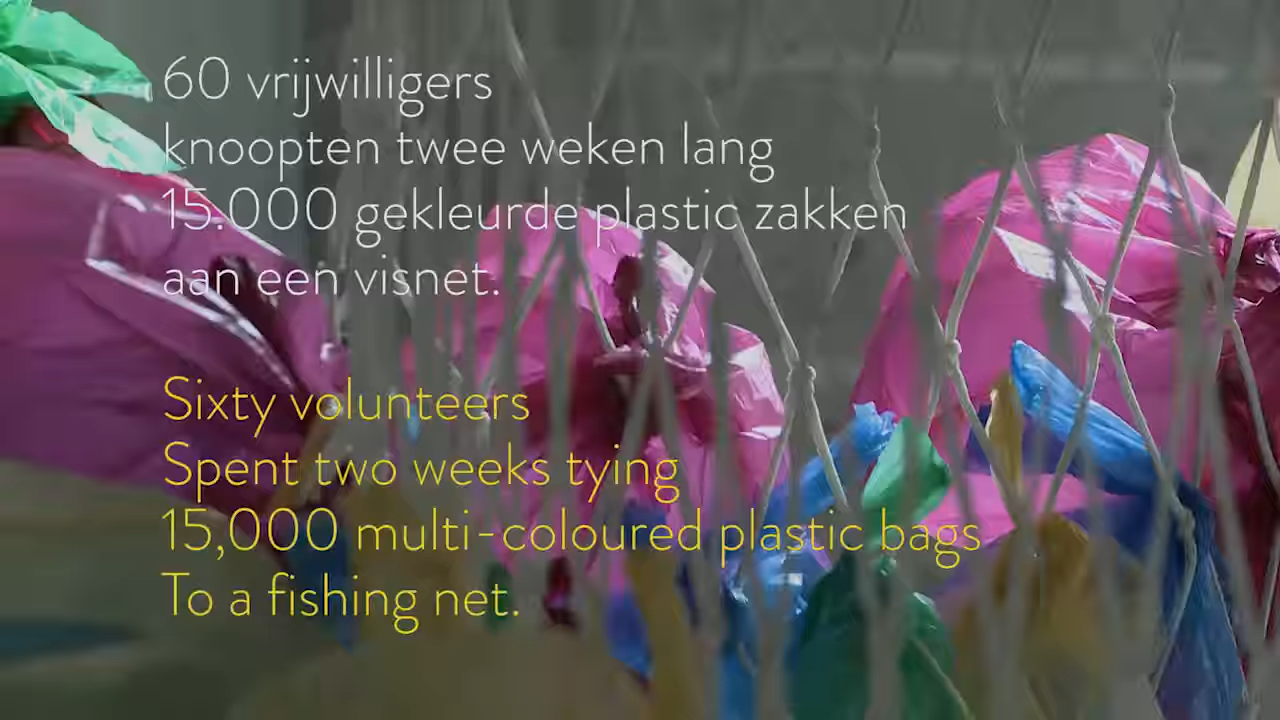 60 vrijwilligers
knoopten twee weken lang
15.000 gekleurde plastic zakken
aan een visnet.
Sixty volunteers
Spent two weeks tying
15,000 multi-coloured plastic bags
To a fishing net.